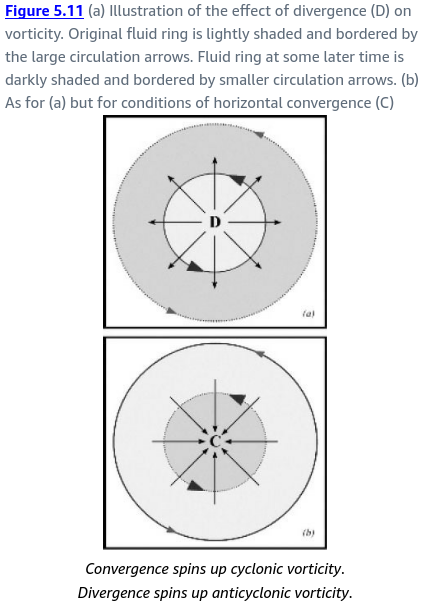 Figure 5.11 (a) Illustration of the effect of divergence (D) on
vorticity. Original fluid ring is lightly shaded and bordered by
the large circulation arrows. Fluid ring at some later time is
darkly shaded and bordered by smaller circulation arrows. (b)
As for (a) but for conditions of horizontal convergence (C)
D
(a)
C
(b)
Convergence spins up cyclonic vorticity.
Divergence spins up anticyclonic vorticity.